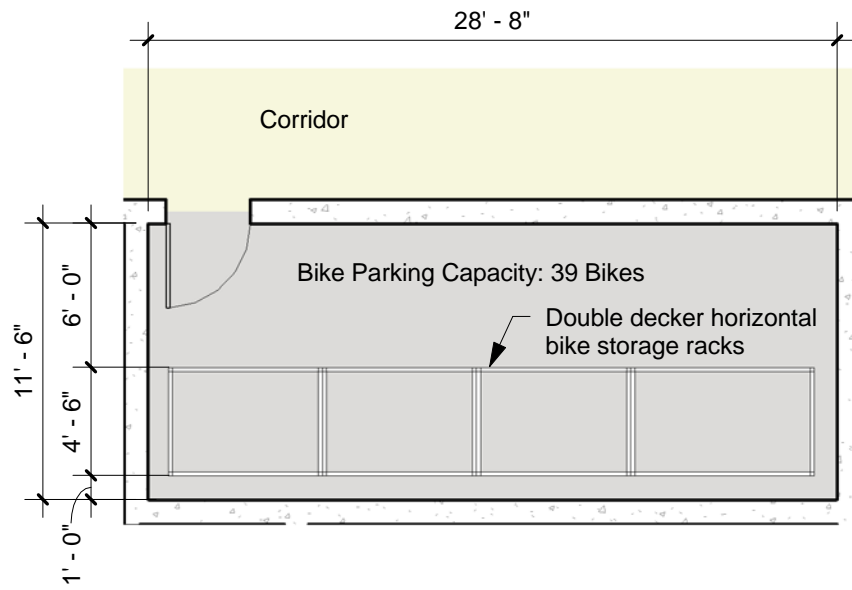 28' - 8"
Corridor
Bike Parking Capacity: 39 Bikes
Double decker horizontal
bike storage racks
11' - 6"
6' - 0"
4' - 6"
1' - 0"